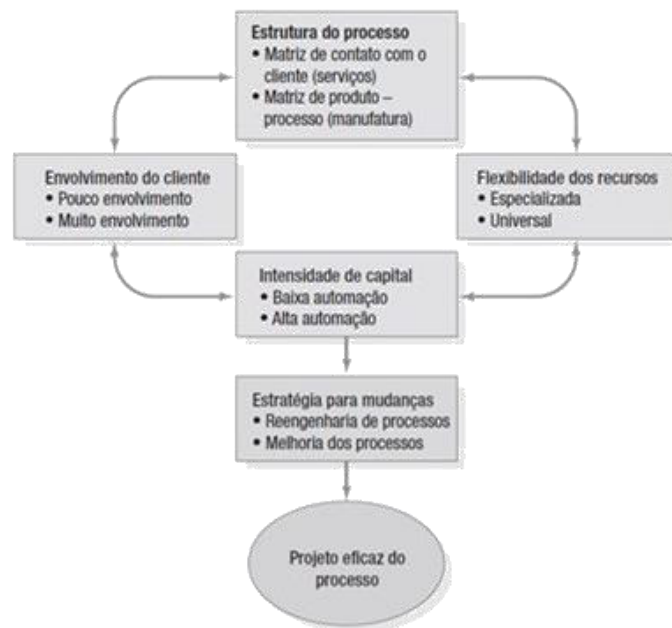 Estrutura do processo
• Matriz de contato com o
cliente (serviços)
• Matriz de produto –
processo (manufatura)
Envolvimento do cliente
• Pouco envolvimento
• Muito envolvimento
Flexibilidade dos recursos
• Especializada
• Universal
Intensidade de capital
• Baixa automação
• Alta automação
Estratégia para mudanças
• Reengenharia de processos
• Melhoria dos processos
Projeto eficaz do
processo